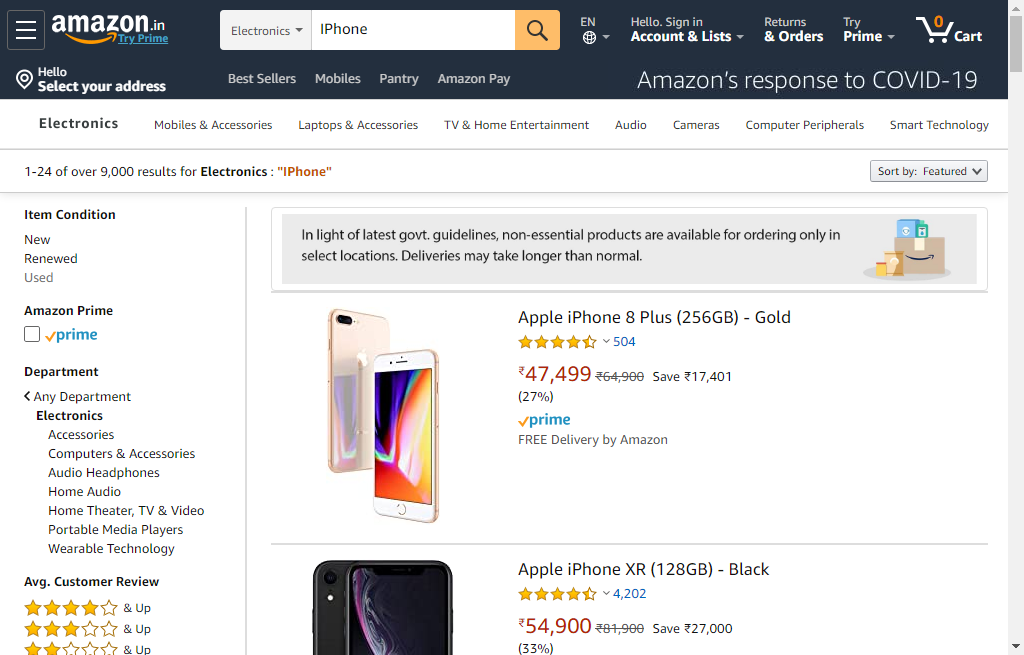 amazon.in
Try Prime
Electronics
IPhone
EN
Hello. Sign in
Account & Lists
Returns
& Orders
Try
Prime
0
Cart
Hello
Select your address
Best Sellers
Mobiles
Pantry
Amazon Pay
Amazon's response to COVID-19
Electronics
Mobiles & Accessories
Laptops & Accessories
TV & Home Entertainment
Audio
Cameras
Computer Peripherals
Smart Technology
1-24 of over 9,000 results for Electronics : "IPhone"
Sort by: Featured
Item Condition
New
Renewed
Used
Amazon Prime
prime
Department
Any Department
Electronics
Accessories
Computers & Accessories
Audio Headphones
Home Audio
Home Theater, TV & Video
Portable Media Players
Wearable Technology
Avg. Customer Review
& Up
& Up
& Up
In light of latest govt. guidelines, non-essential products are available for ordering only in
select locations. Deliveries may take longer than normal.
Apple iPhone 8 Plus (256GB) - Gold
504
₹47,499 ₹64,900 Save ₹17,401
(27%)
prime
FREE Delivery by Amazon
Apple iPhone XR (128GB) - Black
4,202
₹54,900 ₹81,900 Save ₹27,000
(33%)